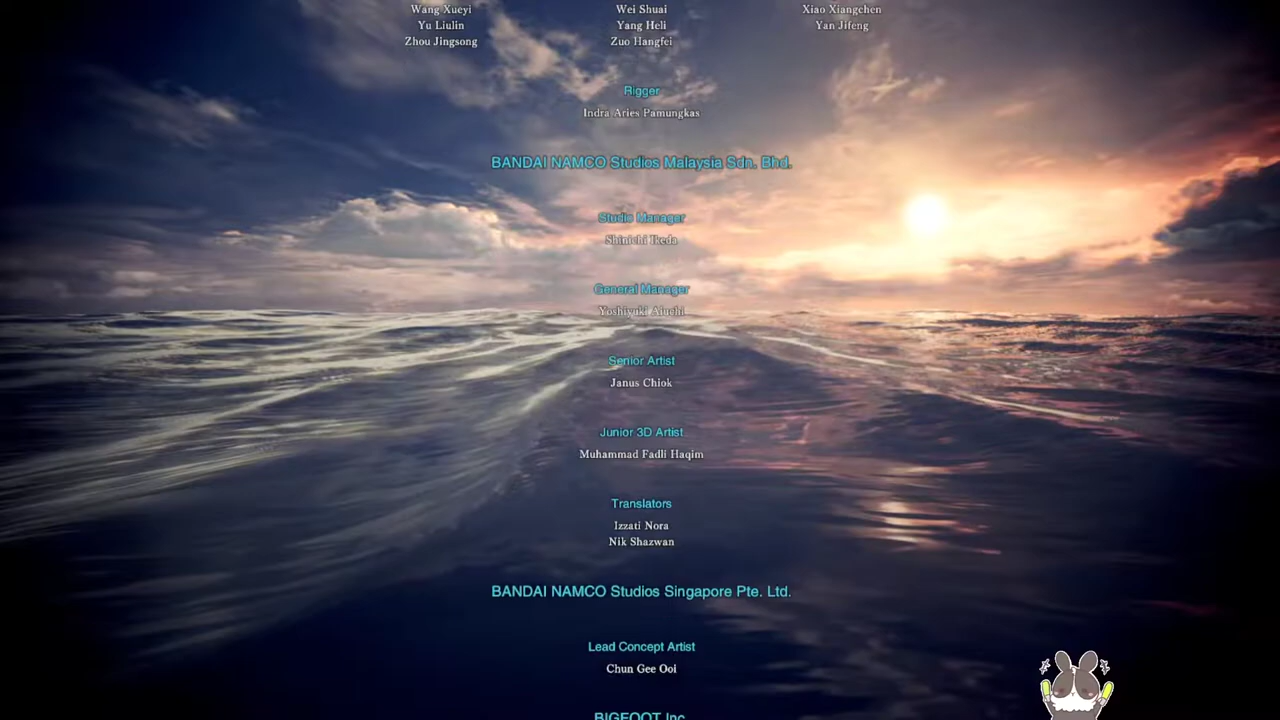 Wang Xueyi Wei Shuai Xiao Xiangchen
Yu Liulin Yang Heli Yan Jifeng
Zhou Jingsong Zuo Hangfei
Rigger
Indra Aries Pamungkas
BANDAI NAMCO Studios Malaysia Sdn. Bhd.
Studio Manager
Shinichi Ikeda
General Manager
Yoshiyuki Aiuchi
Senior Artist
Janus Chiok
Junior 3D Artist
Muhammad Fadli Haqim
Translators
Izzati Nora
Nik Shazwan
BANDAI NAMCO Studios Singapore Pte. Ltd.
Lead Concept Artist
Chun Gee Ooi
BIGFOOT Inc.